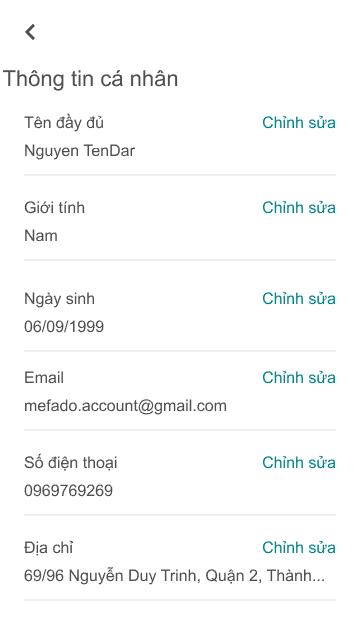 Thông tin cá nhân
Tên đầy đủ Chỉnh sửa
Nguyen TenDar
Giới tính Chỉnh sửa
Nam
Ngày sinh Chỉnh sửa
06/09/1999
Email Chỉnh sửa
mefado.account@gmail.com
Số điện thoại Chỉnh sửa
0969769269
Địa chỉ Chỉnh sửa
69/96 Nguyễn Duy Trinh, Quận 2, Thành...